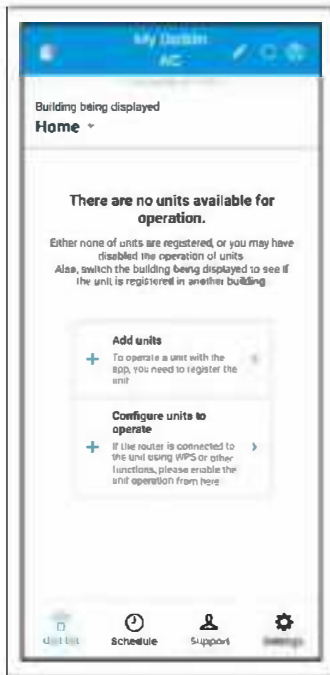 My Daikin
AC
Building being displayed
Home
There are no units available for
operation.
Either none of units are registered, or you may have
disabled the operation of units
Also, switch the building being displayed to see if
the unit is registered in another building
Add units
To operate a unit with the
app, you need to register the
unit
Configure units to
operate
If the router is connected to
the unit using WPS or other
functions, please enable the
unit operation from here
Schedule
Support